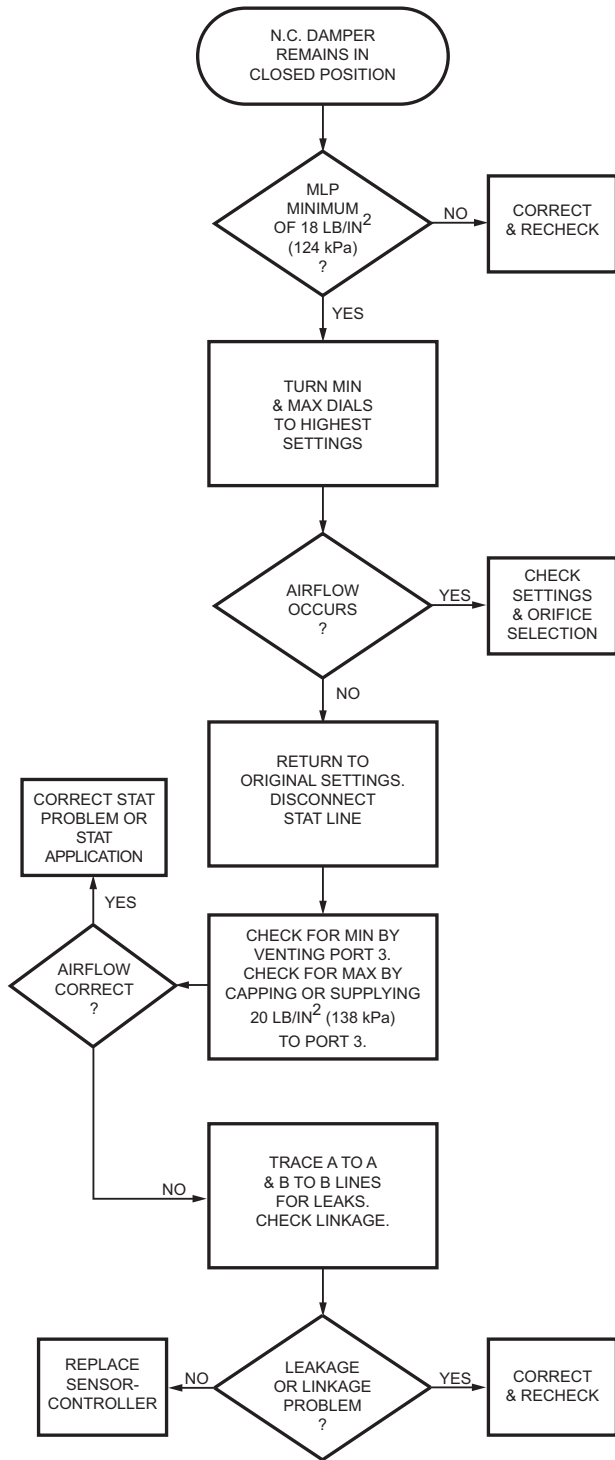 N.C. DAMPER
REMAINS IN
CLOSED POSITION
MLP
MINIMUM
OF 18 LB/IN²
(124 kPa)
?
NO
CORRECT
& RECHECK
YES
TURN MIN
& MAX DIALS
TO HIGHEST
SETTINGS
AIRFLOW
OCCURS
?
YES
CHECK
SETTINGS
& ORIFICE
SELECTION
NO
RETURN TO
ORIGINAL SETTINGS.
DISCONNECT
STAT LINE
CHECK FOR MIN BY
VENTING PORT 3.
CHECK FOR MAX BY
CAPPING OR SUPPLYING
20 LB/IN² (138 kPa)
TO PORT 3.
AIRFLOW
CORRECT
?
YES
CORRECT STAT
PROBLEM OR
STAT
APPLICATION
NO
TRACE A TO A
& B TO B LINES
FOR LEAKS.
CHECK LINKAGE.
LEAKAGE
OR LINKAGE
PROBLEM
?
NO
REPLACE
SENSOR-
CONTROLLER
YES
CORRECT
& RECHECK